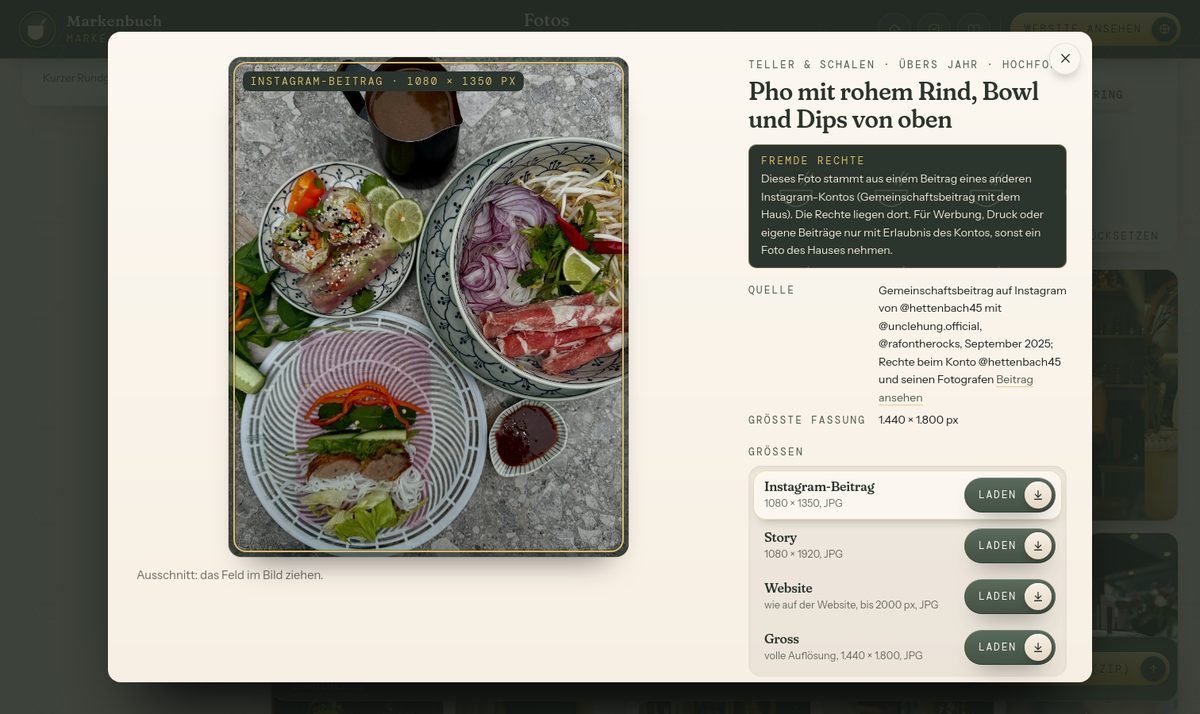 Markenbuch
Fotos
WEBSITE ANSEHEN
Kurzer
INSTAGRAM-BEITRAG · 1080 × 1350 PX
Ausschnitt: das Feld im Bild ziehen.
TELLER & SCHALEN · ÜBERS JAHR ·
Pho mit rohem Rind, Bowl
und Dips von oben
FREMDE RECHTE
Dieses Foto stammt aus einem Beitrag eines anderen
Instagram-Kontos (Gemeinschaftsbeitrag mit dem
Haus). Die Rechte liegen dort. Für Werbung, Druck oder
eigene Beiträge nur mit Erlaubnis des Kontos, sonst ein
Foto des Hauses nehmen.
QUELLE
Gemeinschaftsbeitrag auf Instagram
von @hettenbach45 mit
@unclehung.official,
@rafontherocks, September 2025;
Rechte beim Konto @hettenbach45
und seinen Fotografen Beitrag
ansehen
GRÖSSTE FASSUNG 1.440 × 1.800 px
GRÖSSEN
Instagram-Beitrag
1080 × 1350, JPG
LADEN
Story
1080 × 1920, JPG
LADEN
Website
wie auf der Website, bis 2000 px, JPG
LADEN
Gross
volle Auflösung, 1.440 × 1.800, JPG
LADEN